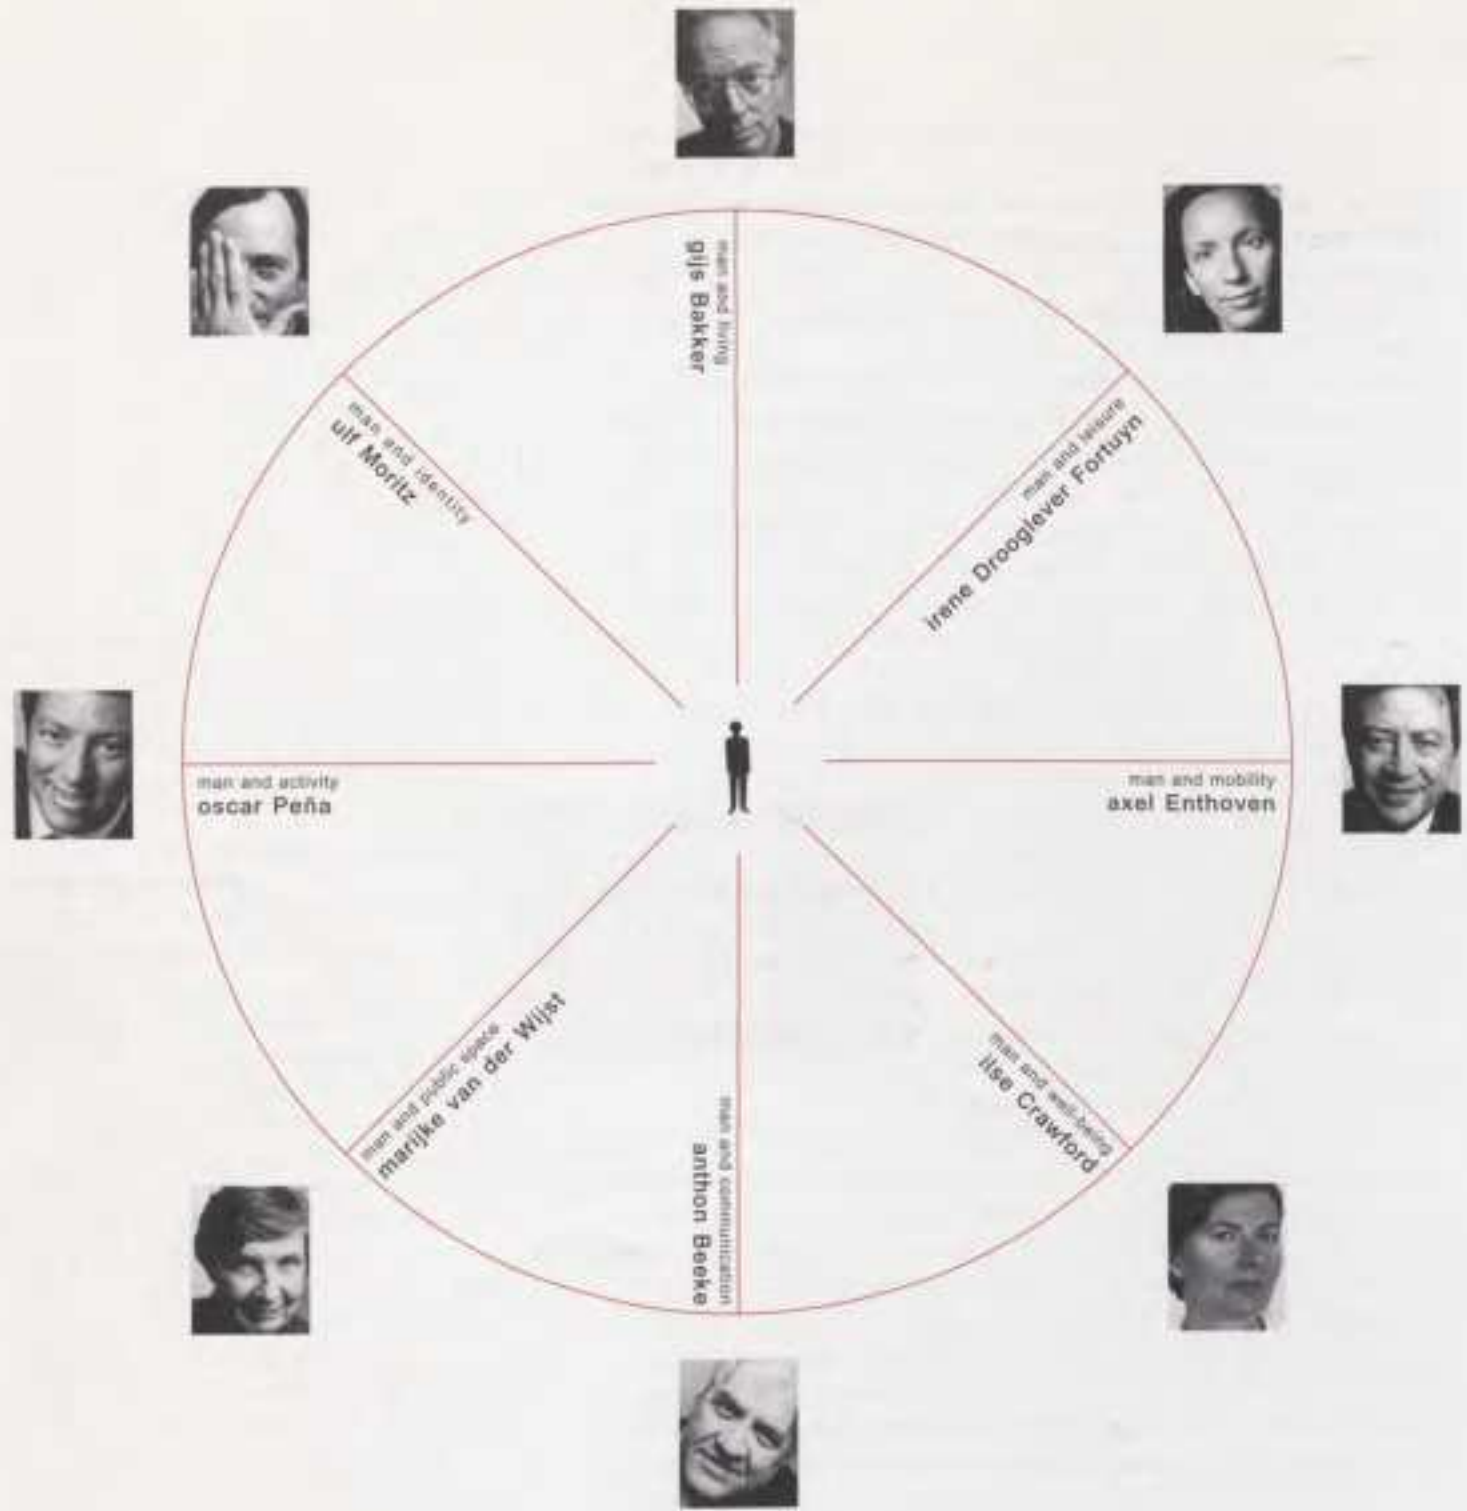 man and living
gijs Bakker
man and leisure
irene Drooglever Fortuyn
man and mobility
axel Enthoven
man and well-being
ilse Crawford
man and communication
anthon Beeke
man and public space
marijke van der Wijst
man and activity
oscar Peña
man and identity
ulf Moritz